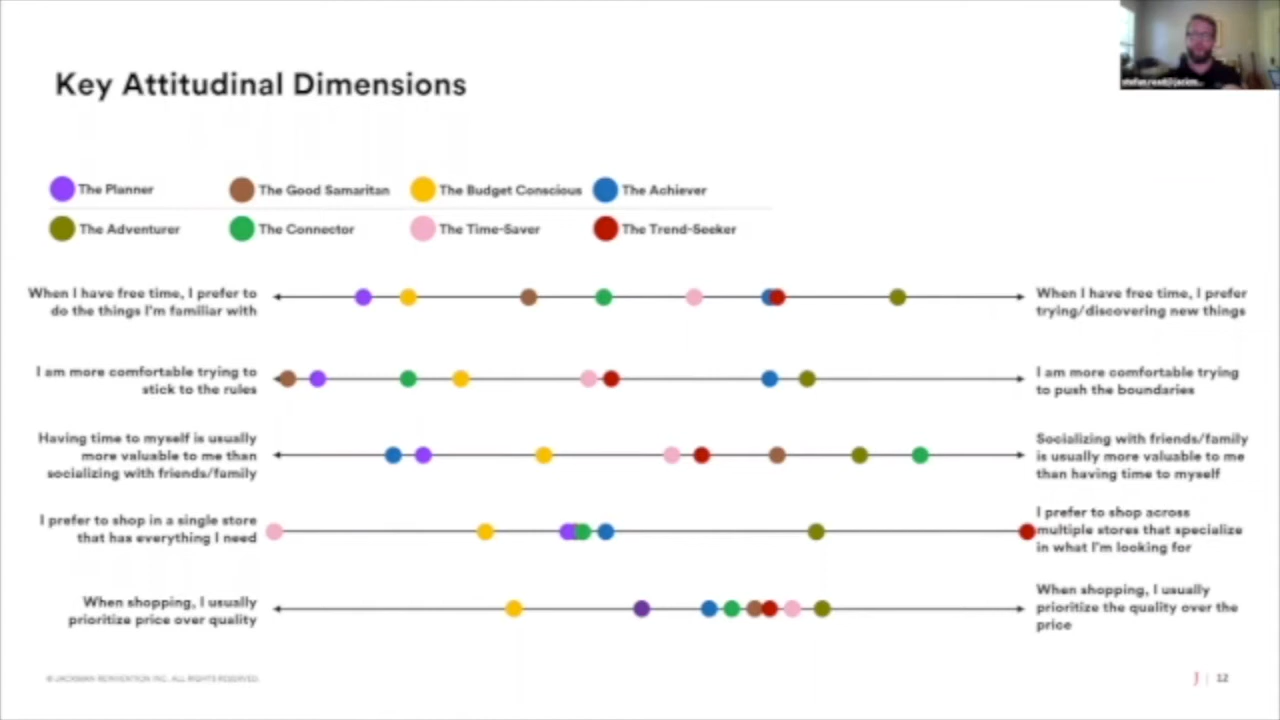 Key Attitudinal Dimensions
The Planner
The Good Samaritan
The Budget Conscious
The Achiever
The Adventurer
The Connector
The Time-Saver
The Trend-Seeker
When I have free time, I prefer to
do the things I'm familiar with
When I have free time, I prefer
trying/discovering new things
I am more comfortable trying to
stick to the rules
I am more comfortable trying
to push the boundaries
Having time to myself is usually
more valuable to me than
socializing with friends/family
Socializing with friends/family
is usually more valuable to me
than having time to myself
I prefer to shop in a single store
that has everything I need
I prefer to shop across
multiple stores that specialize
in what I'm looking for
When shopping, I usually
prioritize price over quality
When shopping, I usually
prioritize the quality over the
price
© JACKMAN REINVENTION INC. ALL RIGHTS RESERVED.
J | 12